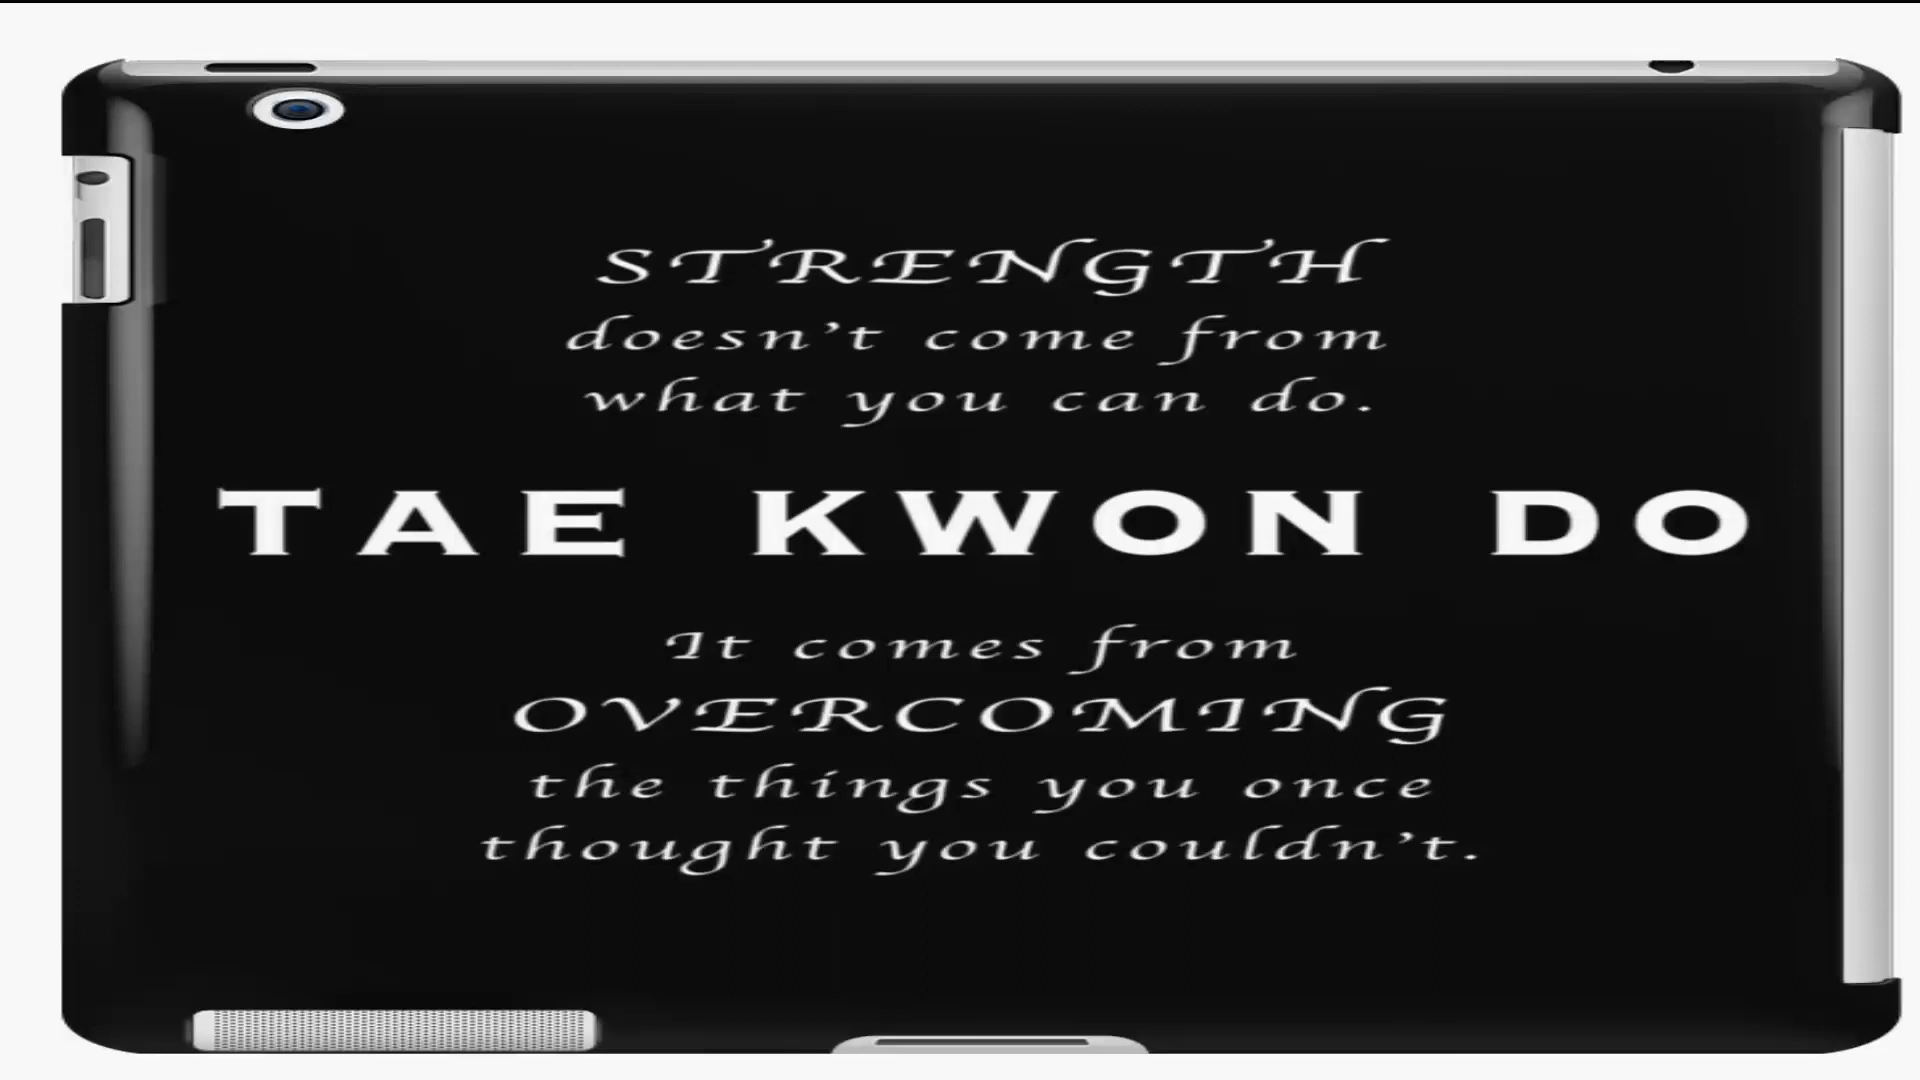 STRENGTH
doesn’t come from
what you can do.
TAE KWON DO
It comes from
OVERCOMING
the things you once
thought you couldn’t.